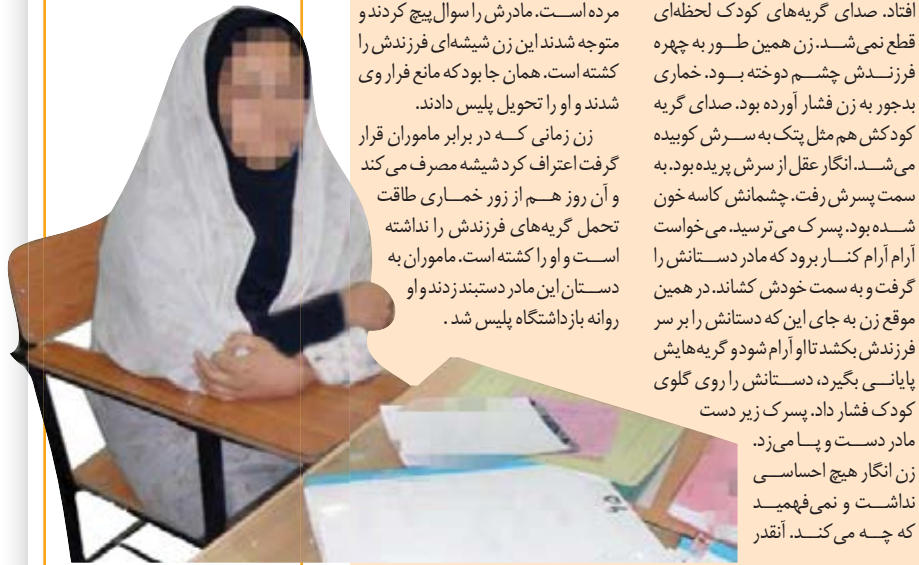 افتاد. صدای گریه‌های کودک لحظه‌ای
قطع نمی‌شد. زن همین طور به چهره
فرزندش چشم دوخته بود. خماری
بدجور به زن فشار آورده بود. صدای گریه
کودکش هم مثل پتک به سرش کوبیده
می‌شد. انگار عقل از سرش پریده بود. به
سمت پسرش رفت. چشمانش کاسه خون
شده بود. پسرک می‌ترسید. می‌خواست
آرام آرام کنار برود که مادر دستانش را
گرفت و به سمت خودش کشاند. در همین
موقع زن به جای این که دستانش را بر سر
فرزندش بکشد تا او آرام شود و گریه‌هایش
پایانی بگیرد، دستانش را روی گلوی
کودک فشار داد. پسرک زیر دست
مادر دست و پا می‌زد.
زن انگار هیچ احساسی
نداشت و نمی‌فهمید
که چه می‌کند. آنقدر
مرده است. مادرش را سوال پیچ کردند و
متوجه شدند این زن شیشه‌ای فرزندش را
کشته است. همان جا بود که مانع فرار وی
شدند و او را تحویل پلیس دادند.
زن زمانی که در برابر ماموران قرار
گرفت اعتراف کرد شیشه مصرف می‌کند
و آن روز هم از زور خماری طاقت
تحمل گریه‌های فرزندش را نداشته
است و او را کشته است. ماموران به
دستان این مادر دستبند زدند و او
روانه بازداشتگاه پلیس شد .